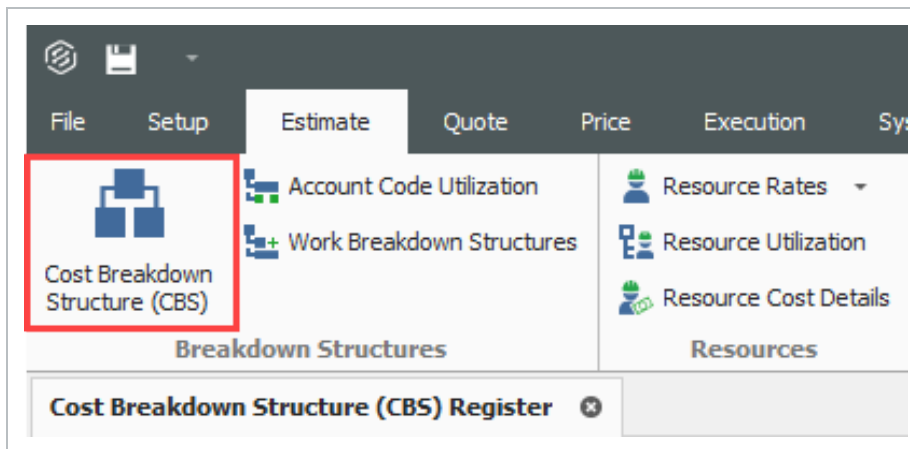 File Setup Estimate Quote Price Execution
Account Code Utilization
Work Breakdown Structures
Cost Breakdown
Structure (CBS)
Breakdown Structures
Resource Rates
Resource Utilization
Resource Cost Details
Resources
Cost Breakdown Structure (CBS) Register